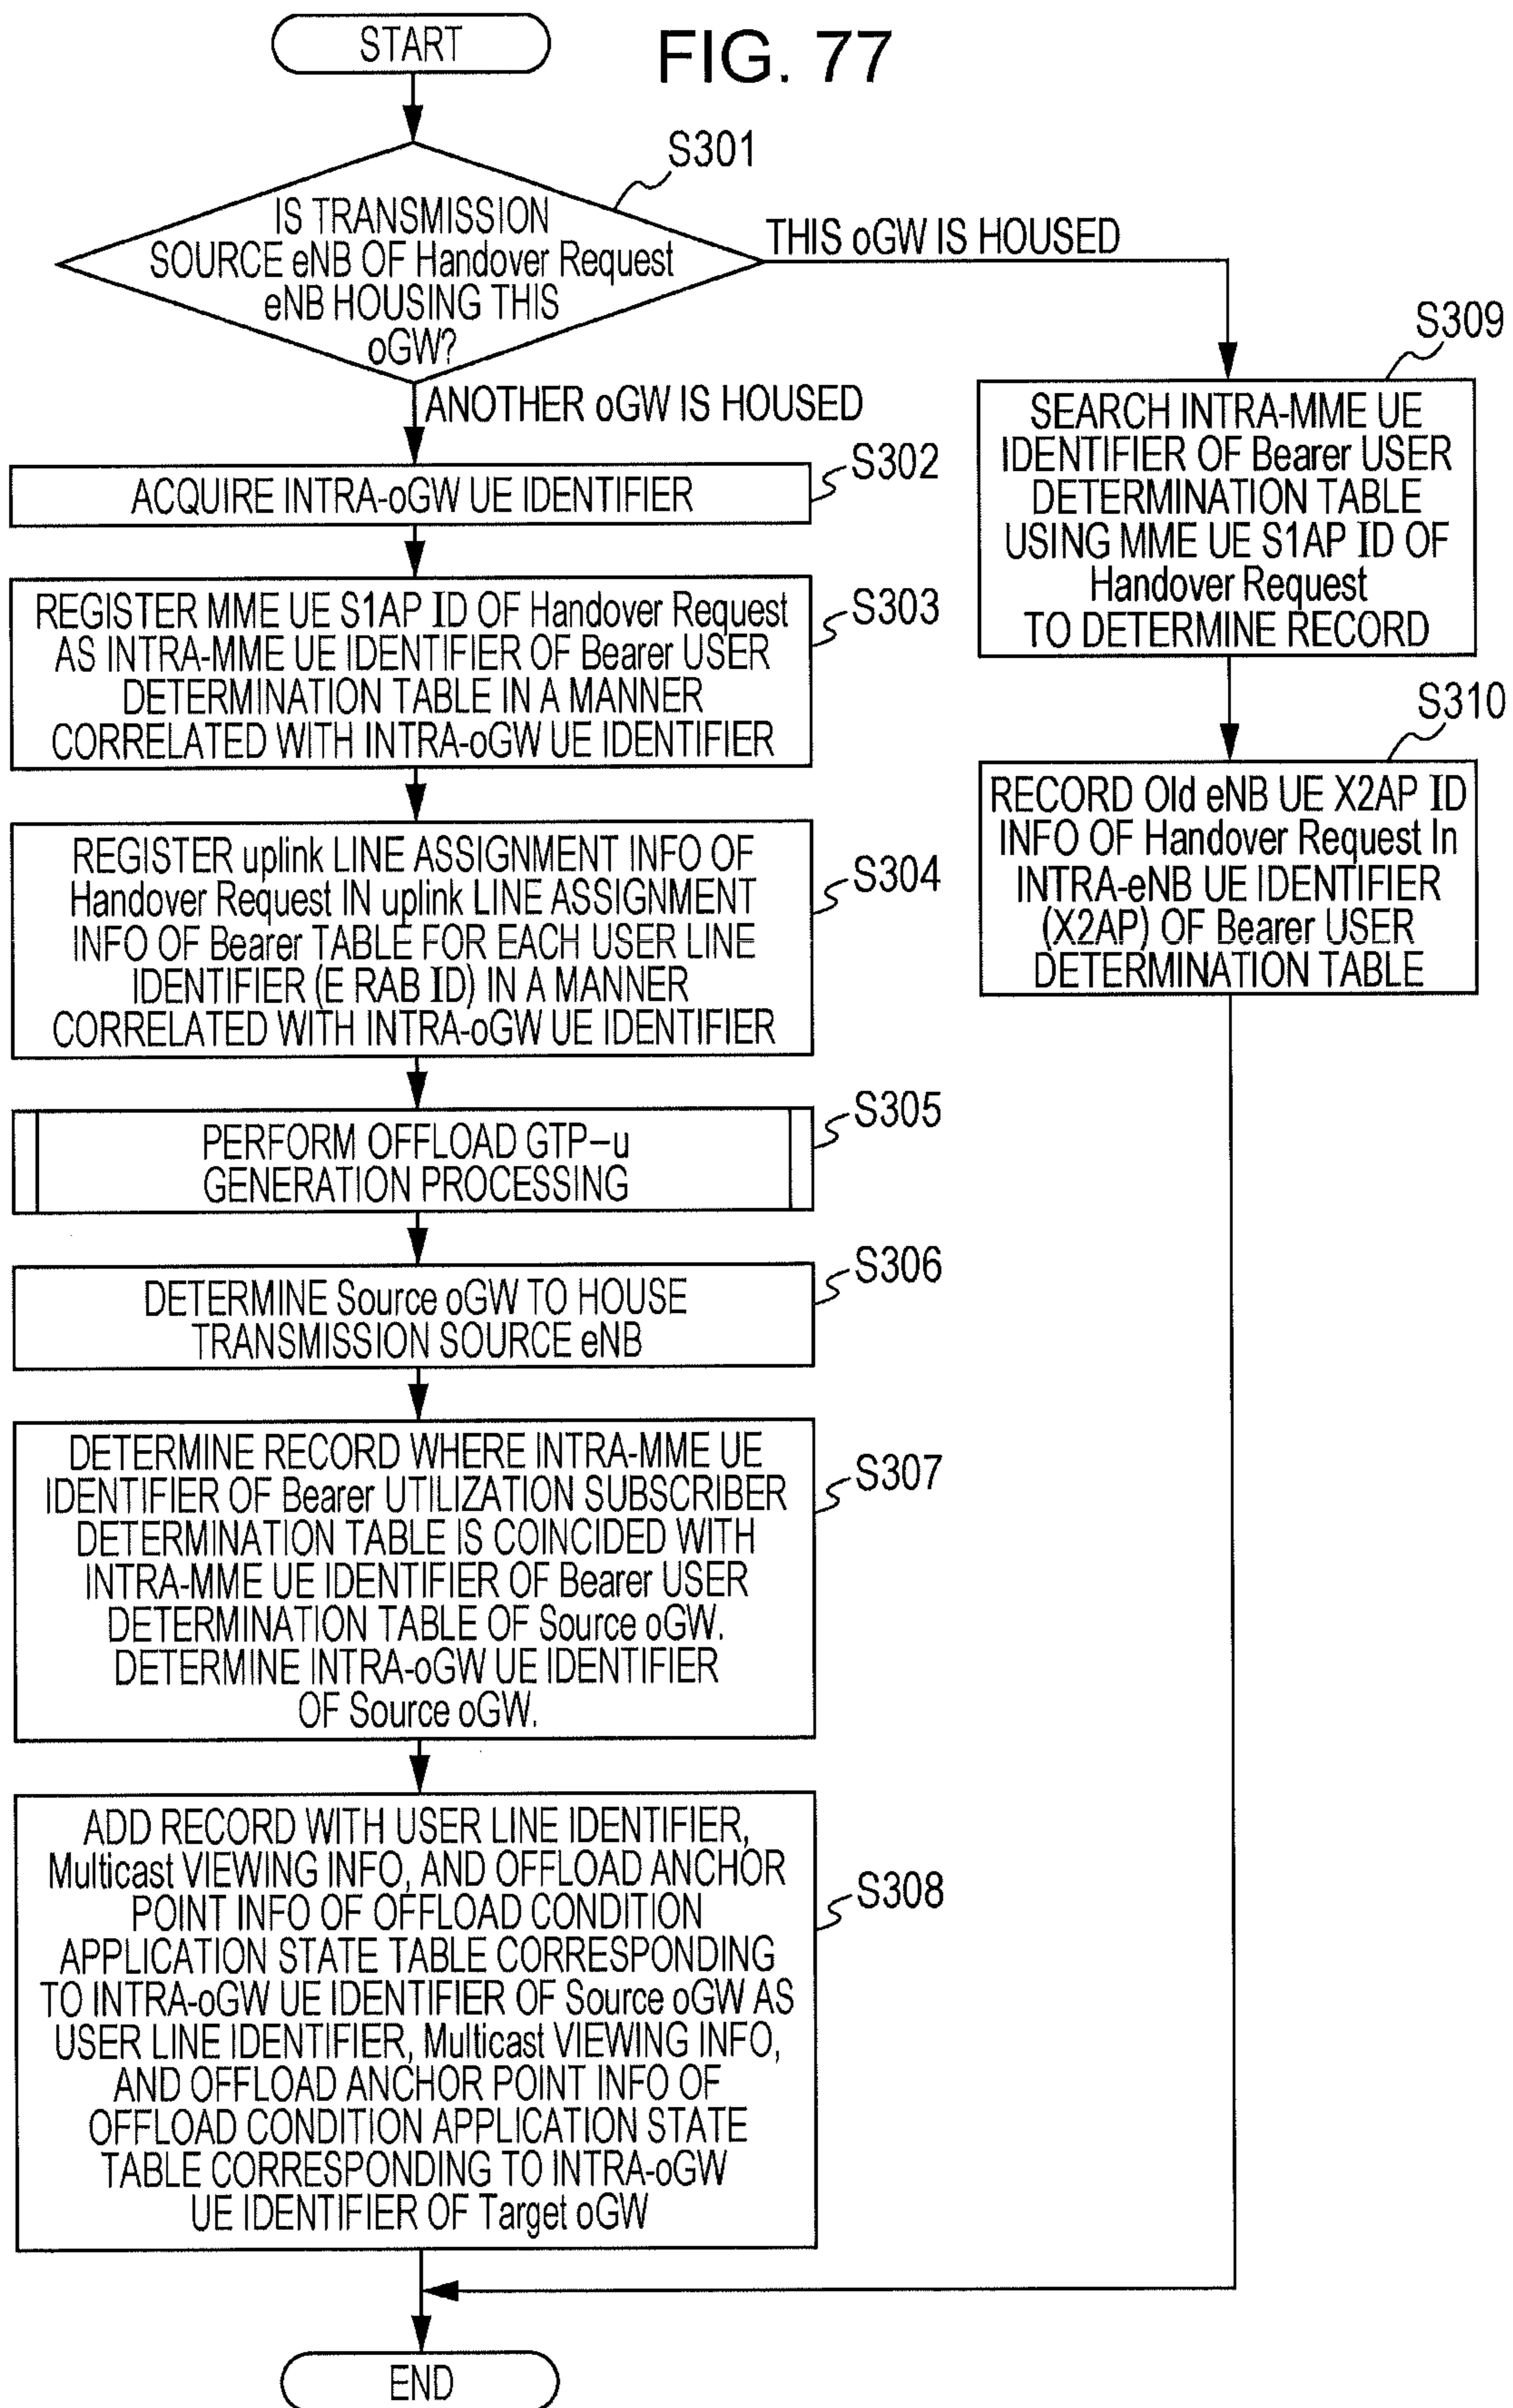 START
FIG. 77
S301
IS TRANSMISSION
SOURCE eNB OF Handover Request
eNB HOUSING THIS
oGW?
THIS oGW IS HOUSED
ANOTHER oGW IS HOUSED
S302
ACQUIRE INTRA-oGW UE IDENTIFIER
S303
REGISTER MME UE S1AP ID OF Handover Request
AS INTRA-MME UE IDENTIFIER OF Bearer USER
DETERMINATION TABLE IN A MANNER
CORRELATED WITH INTRA-oGW UE IDENTIFIER
S304
REGISTER uplink LINE ASSIGNMENT INFO OF
Handover Request IN uplink LINE ASSIGNMENT
INFO OF Bearer TABLE FOR EACH USER LINE
IDENTIFIER (E RAB ID) IN A MANNER
CORRELATED WITH INTRA-oGW UE IDENTIFIER
S305
PERFORM OFFLOAD GTP-u
GENERATION PROCESSING
S306
DETERMINE Source oGW TO HOUSE
TRANSMISSION SOURCE eNB
S307
DETERMINE RECORD WHERE INTRA-MME UE
IDENTIFIER OF Bearer UTILIZATION SUBSCRIBER
DETERMINATION TABLE IS COINCIDED WITH
INTRA-MME UE IDENTIFIER OF Bearer USER
DETERMINATION TABLE OF Source oGW.
DETERMINE INTRA-oGW UE IDENTIFIER
OF Source oGW.
S308
ADD RECORD WITH USER LINE IDENTIFIER,
Multicast VIEWING INFO, AND OFFLOAD ANCHOR
POINT INFO OF OFFLOAD CONDITION
APPLICATION STATE TABLE CORRESPONDING
TO INTRA-oGW UE IDENTIFIER OF Source oGW AS
USER LINE IDENTIFIER, Multicast VIEWING INFO,
AND OFFLOAD ANCHOR POINT INFO OF
OFFLOAD CONDITION APPLICATION STATE
TABLE CORRESPONDING TO INTRA-oGW
UE IDENTIFIER OF Target oGW
S309
SEARCH INTRA-MME UE
IDENTIFIER OF Bearer USER
DETERMINATION TABLE
USING MME UE S1AP ID OF
Handover Request
TO DETERMINE RECORD
S310
RECORD Old eNB UE X2AP ID
INFO OF Handover Request In
INTRA-eNB UE IDENTIFIER
(X2AP) OF Bearer USER
DETERMINATION TABLE
END